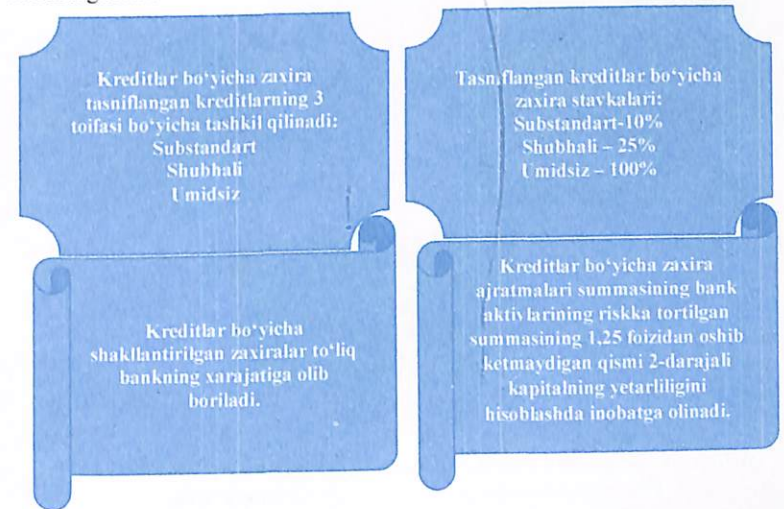 Kreditlar bo‘yicha zaxira
tasniflangan kreditlarning 3
toifasi bo‘yicha tashkil qilinadi:
Substandart
Shubhali
Umidsiz
Tasniflangan kreditlar bo‘yicha
zaxira stavkalari:
Substandart-10%
Shubhali – 25%
Umidsiz – 100%
Kreditlar bo‘yicha
shakllantirilgan zaxiralar to‘liq
bankning xarajatiga olib
boriladi.
Kreditlar bo‘yicha zaxira
ajratmalari summasining bank
aktivlarining riskka tortilgan
summasining 1,25 foizidan oshib
ketmaydigan qismi 2-darajali
kapitalning yetarliligini
hisoblashda inobatga olinadi.